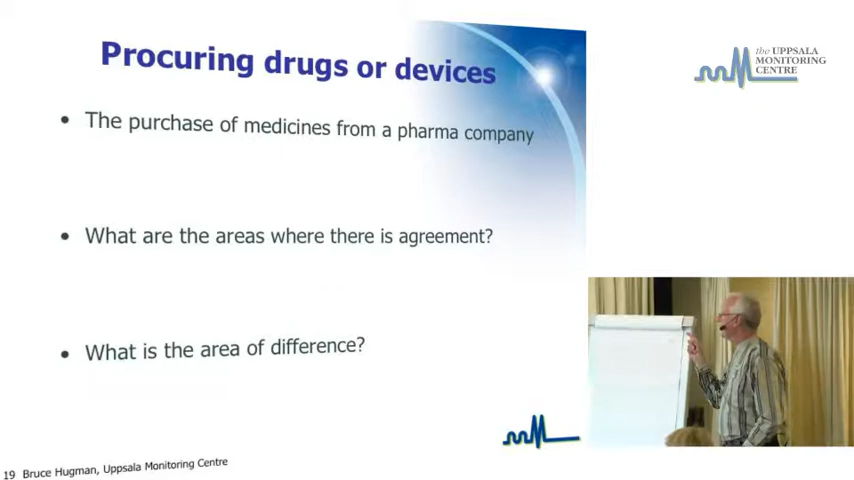 Procuring drugs or devices
the UPPSALA
MONITORING
CENTRE
• The purchase of medicines from a pharma company
• What are the areas where there is agreement?
• What is the area of difference?
19 Bruce Hugman, Uppsala Monitoring Centre